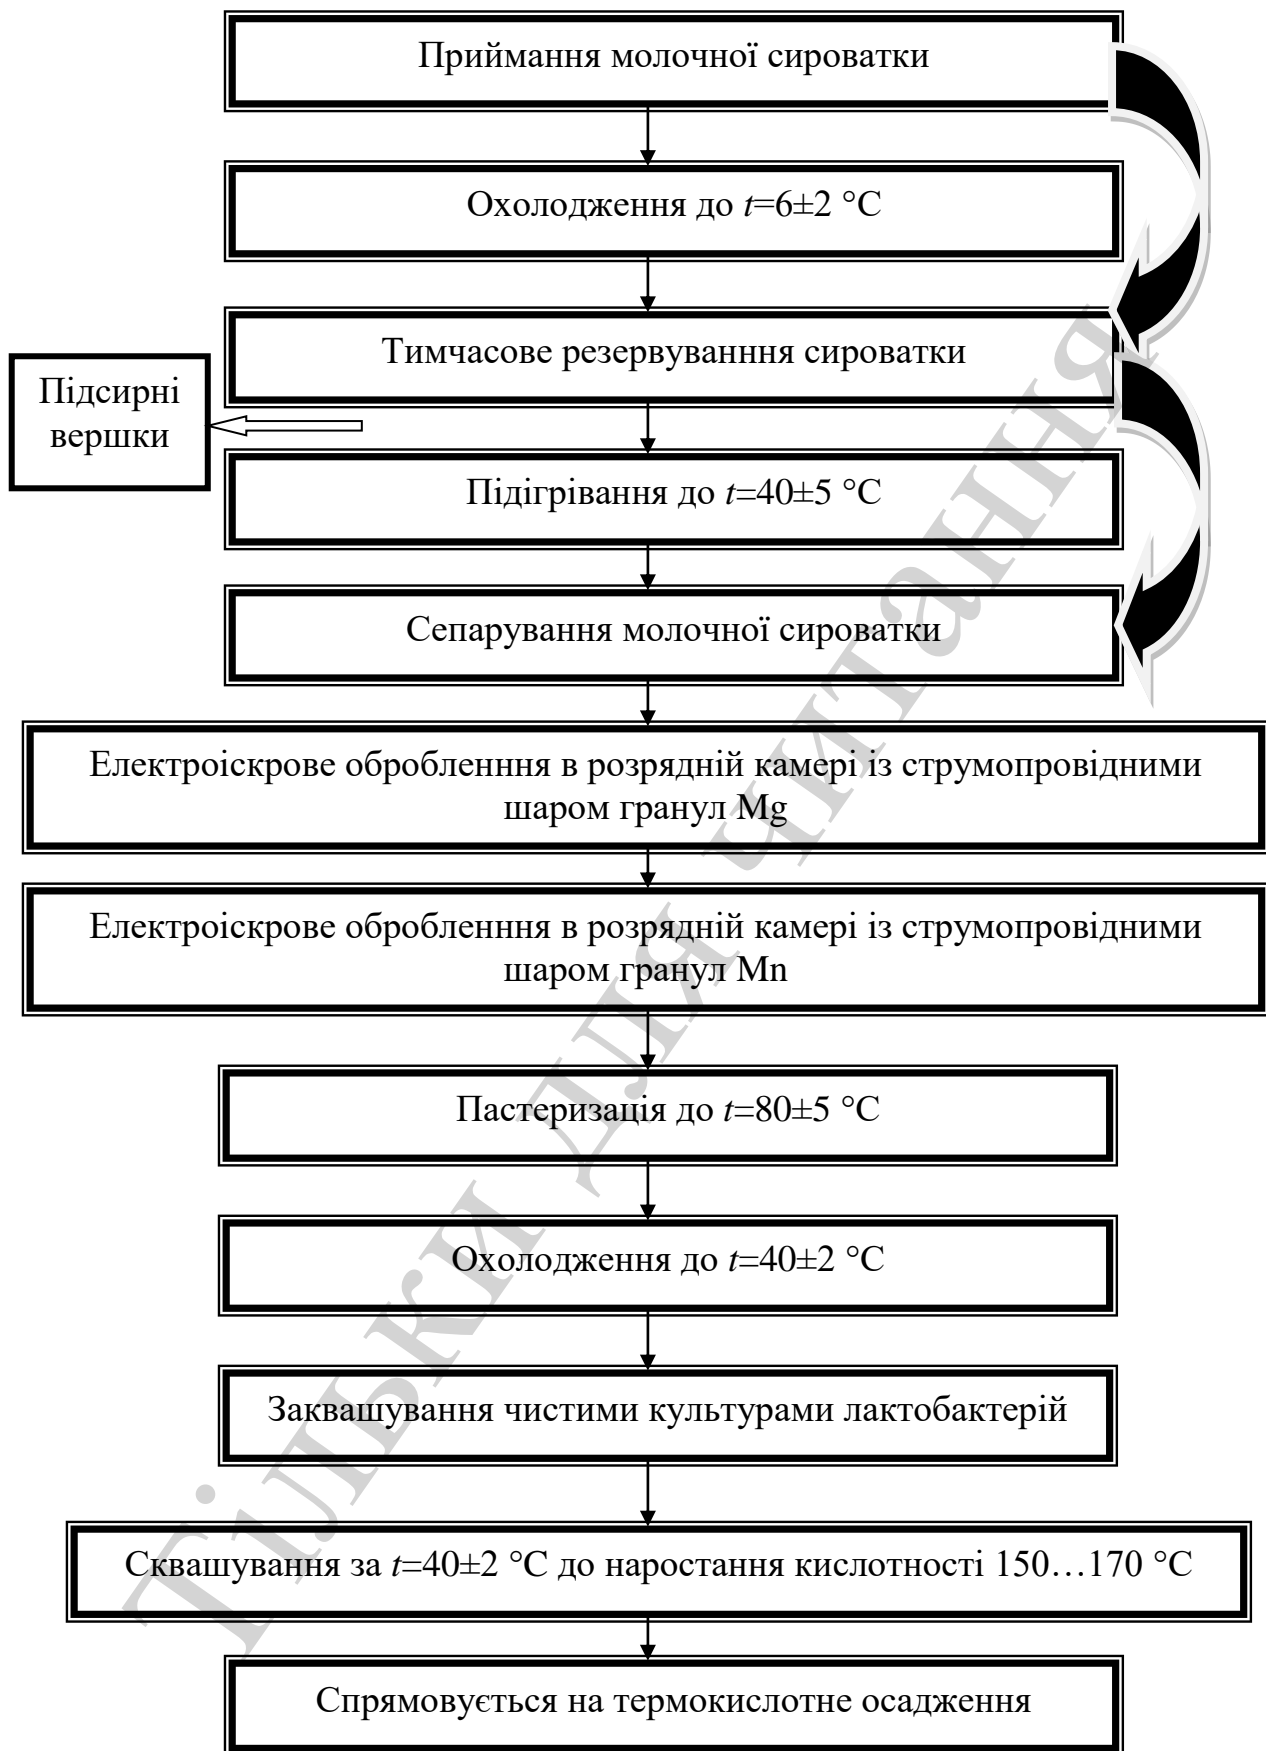 Приймання молочної сироватки
Охолодження до t=6±2 °С
Тимчасове резервуванння сироватки
Підсирні
вершки
Підігрівання до t=40±5 °С
Сепарування молочної сироватки
Електроіскрове оброблення в розрядній камері із струмопровідними
шаром гранул Mg
Електроіскрове оброблення в розрядній камері із струмопровідними
шаром гранул Mn
Пастеризація до t=80±5 °С
Охолодження до t=40±2 °С
Заквашування чистими культурами лактобактерій
Сквашування за t=40±2 °С до наростання кислотності 150…170 °С
Спрямовується на термокислотне осадження
Тільки для читання